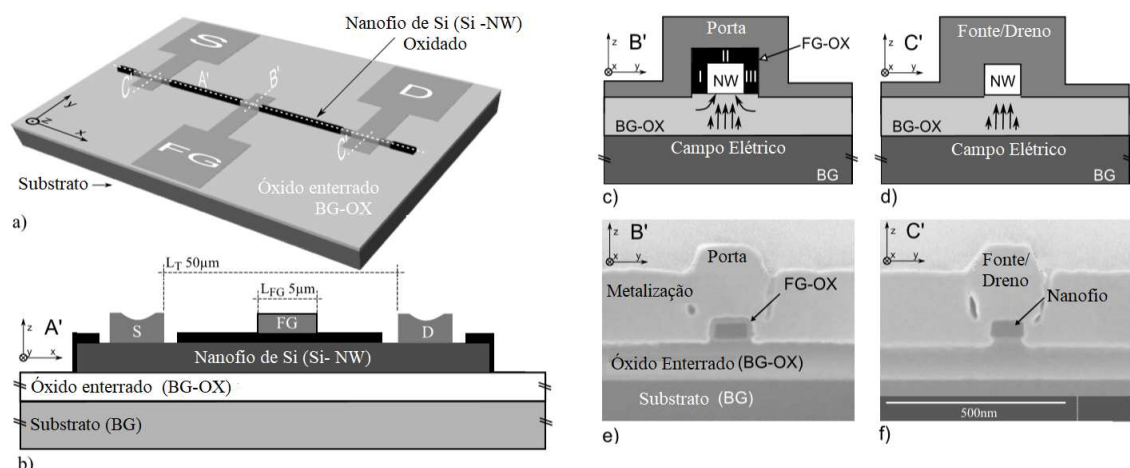 a)
Nanofio de Si (Si -NW)
Oxidado
S
A'
B'
C'
D
FG
C'
y
z
x
Substrato
Óxido enterrado
BG-OX
L_T 50µm
L_FG 5µm
z
A'
y
x
S
FG
D
Nanofio de Si (Si- NW)
Óxido enterrado (BG-OX)
Substrato (BG)
b)
z
B'
x
y
Porta
FG-OX
II
I
NW
III
BG-OX
Campo Elétrico
BG
c)
z
C'
x
y
Fonte/Dreno
NW
BG-OX
Campo Elétrico
BG
d)
z
B'
x
y
Porta
FG-OX
Metalização
Óxido Enterrado (BG-OX)
Substrato (BG)
e)
z
C'
x
y
Fonte/
Dreno
Nanofio
500nm
f)